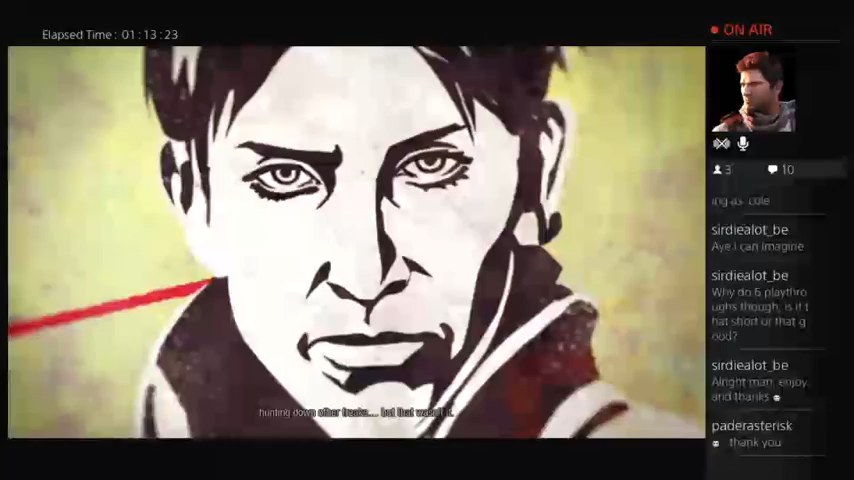 Elapsed Time : 01:13:23
ON AIR
3
10
ing as cole
sirdiealot_be
Aye I can imagine
sirdiealot_be
Why do 6 playthro
ughs though, is it t
hat short or that g
ood?
sirdiealot_be
Alright man, enjoy
and thanks
paderasterisk
thank you
hunting down other freaks.... but that wasn't it.